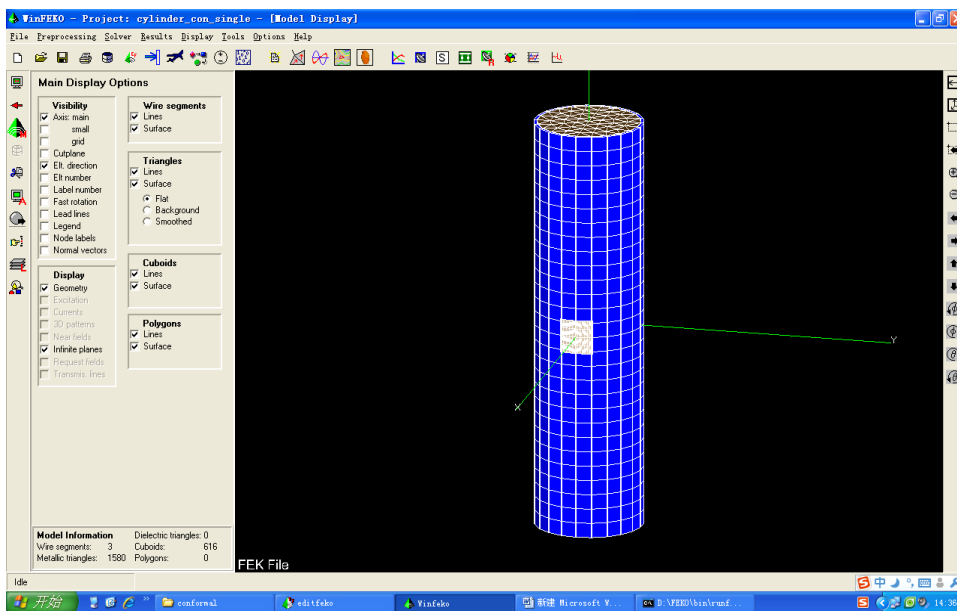 WinFEKO - Project: cylinder_con_single - [Model Display]
File Preprocessing Solver Results Display Tools Options Help
Main Display Options
Visibility
Axis: main
small
grid
Cutplane
Elt. direction
Elt number
Label number
Fast rotation
Lead lines
Legend
Node labels
Normal vectors
Display
Geometry
Excitation
Currents
3D patterns
Near fields
Infinite planes
Request fields
Transmis. lines
Wire segments
Lines
Surface
Triangles
Lines
Surface
Flat
Background
Smoothed
Cuboids
Lines
Surface
Polygons
Lines
Surface
X
Y
Model Information
Wire segments: 3
Metallic triangles: 1580
Dielectric triangles: 0
Cuboids: 616
Polygons: 0
FEK File
Idle
开始
conformal
editfeko
Winfeko
新建 Microsoft W...
D:\FEKO\bin\runf...
中
14:38